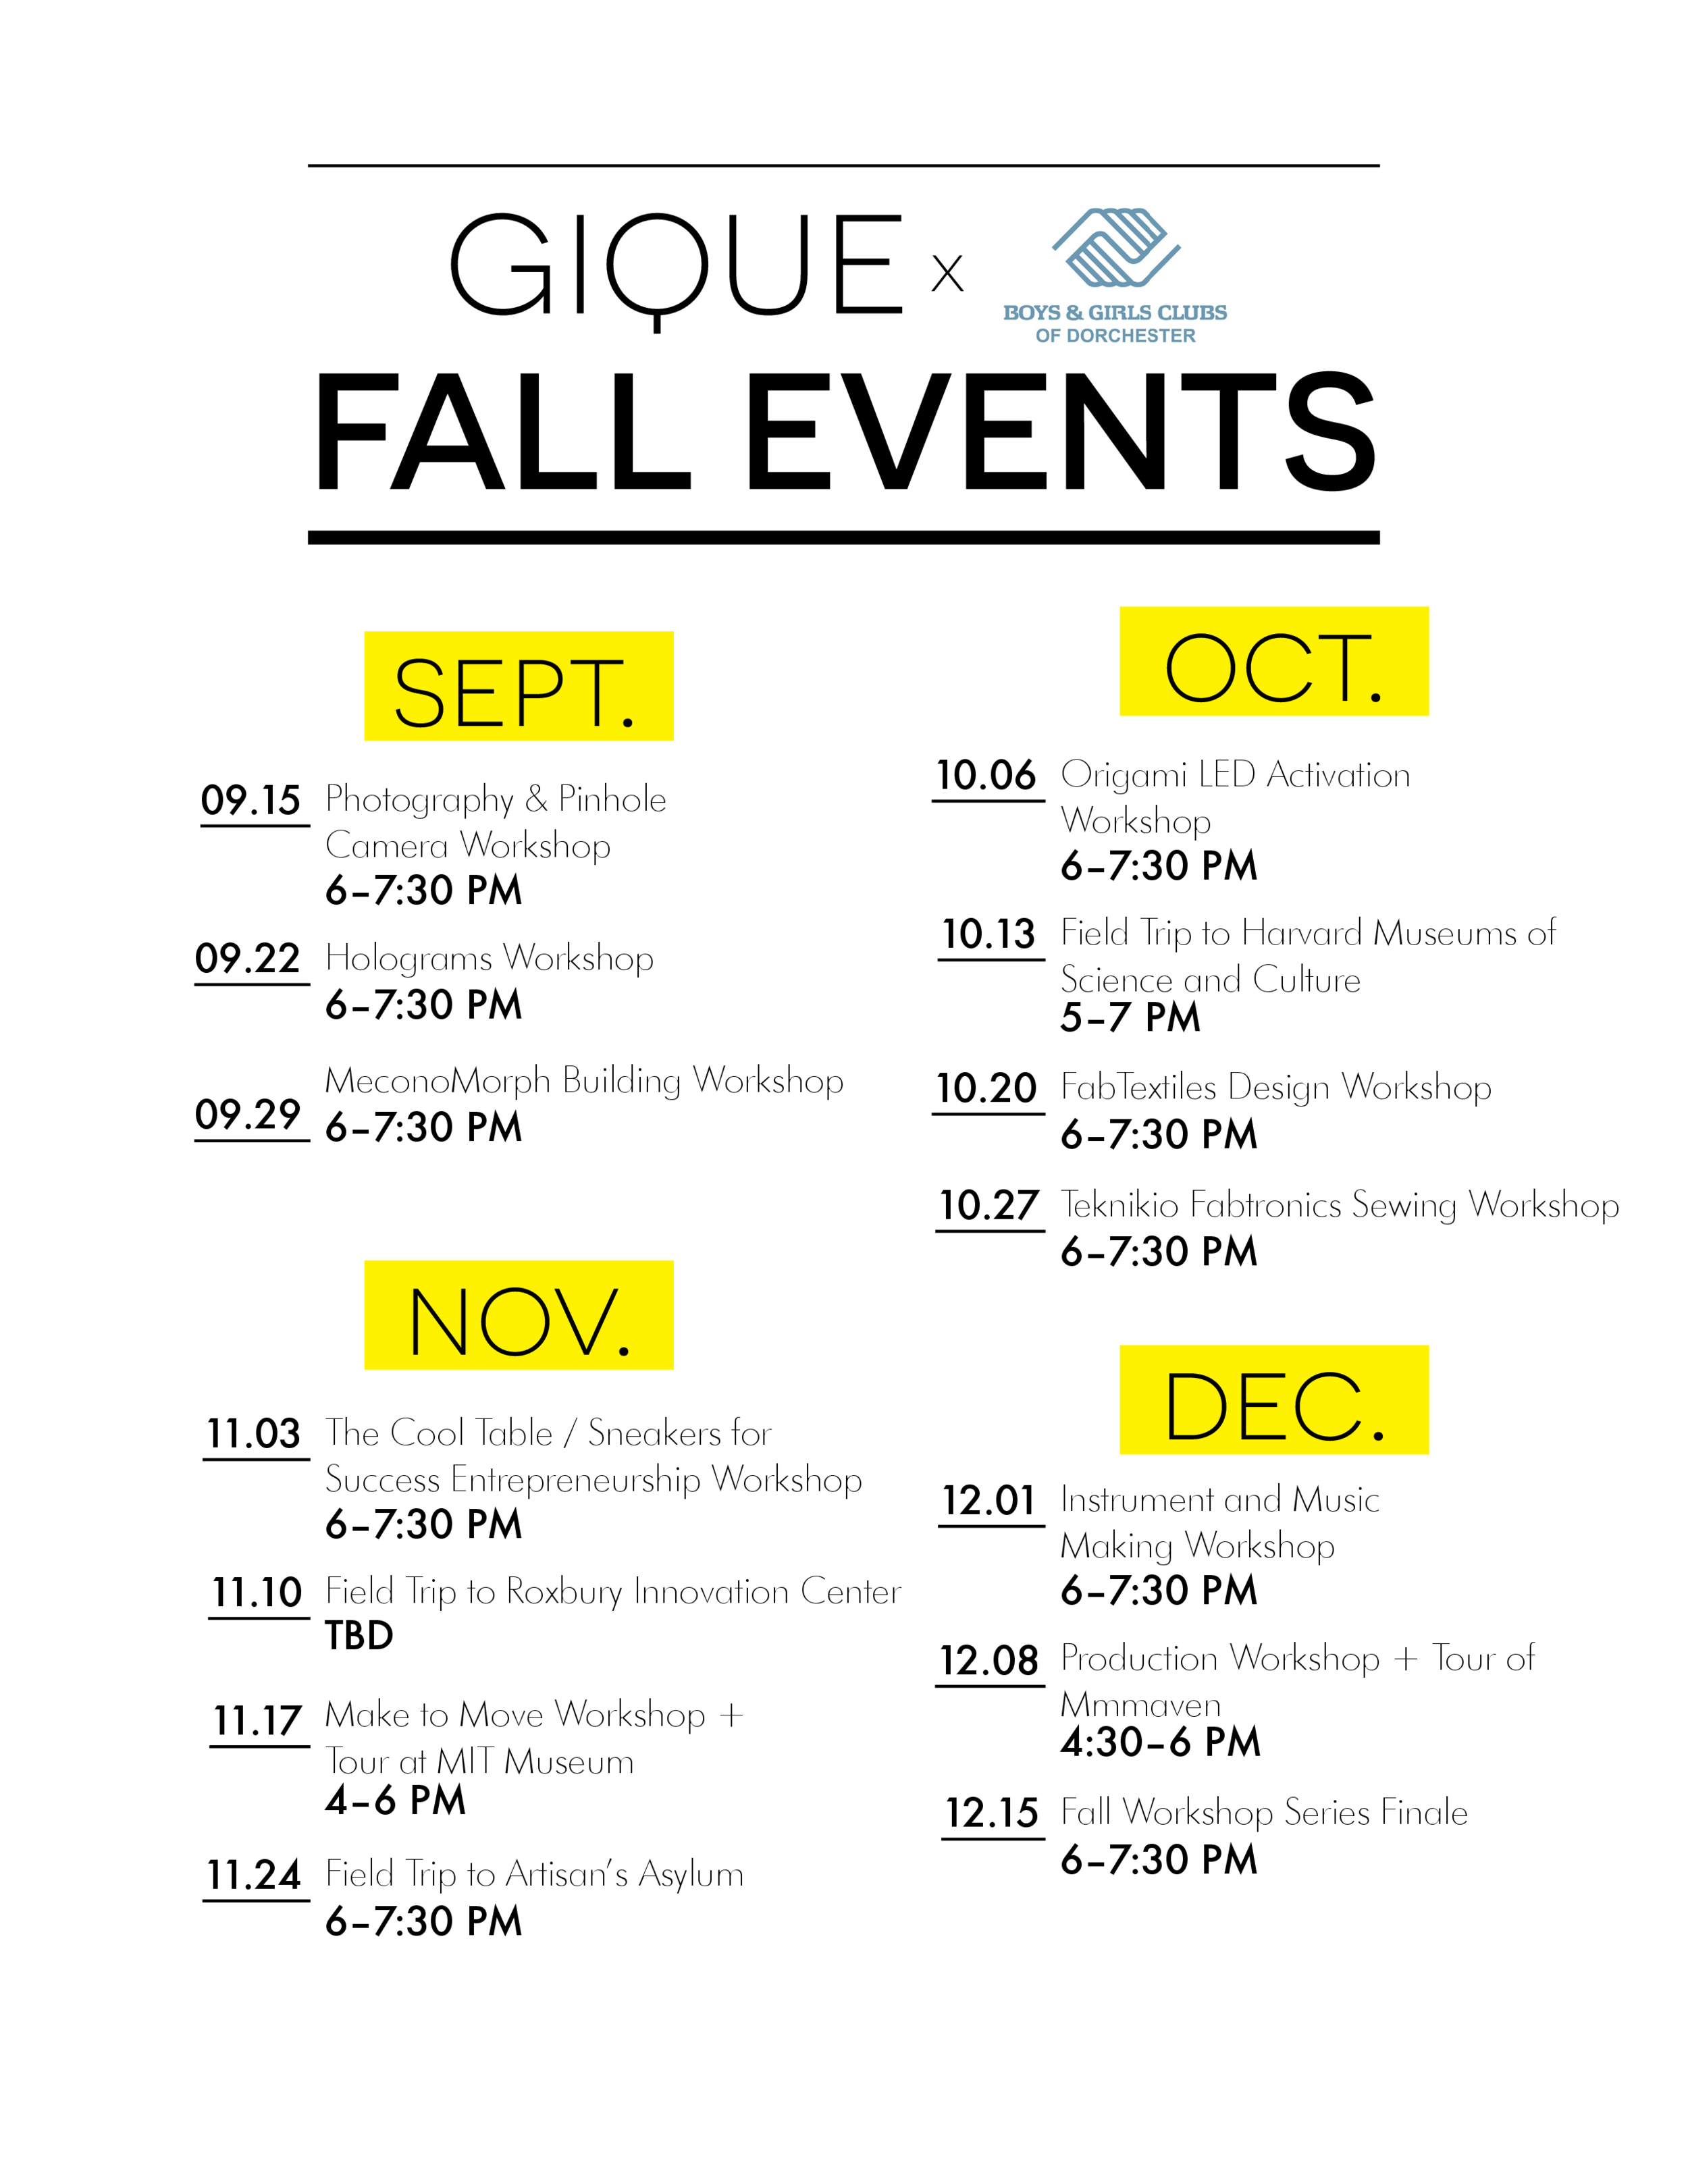 GIQUE x
BOYS & GIRLS CLUBS
OF DORCHESTER
FALL EVENTS
SEPT.
09.15 Photography & Pinhole
Camera Workshop
6-7:30 PM
09.22 Holograms Workshop
6-7:30 PM
MeconoMorph Building Workshop
09.29 6-7:30 PM
OCT.
10.06 Origami LED Activation
Workshop
6-7:30 PM
10.13 Field Trip to Harvard Museums of
Science and Culture
5-7 PM
10.20 FabTextiles Design Workshop
6-7:30 PM
10.27 Teknikio Fabtronics Sewing Workshop
6-7:30 PM
NOV.
11.03 The Cool Table / Sneakers for
Success Entrepreneurship Workshop
6-7:30 PM
11.10 Field Trip to Roxbury Innovation Center
TBD
11.17 Make to Move Workshop +
Tour at MIT Museum
4-6 PM
11.24 Field Trip to Artisan's Asylum
6-7:30 PM
DEC.
12.01 Instrument and Music
Making Workshop
6-7:30 PM
12.08 Production Workshop + Tour of
Mmmaven
4:30-6 PM
12.15 Fall Workshop Series Finale
6-7:30 PM